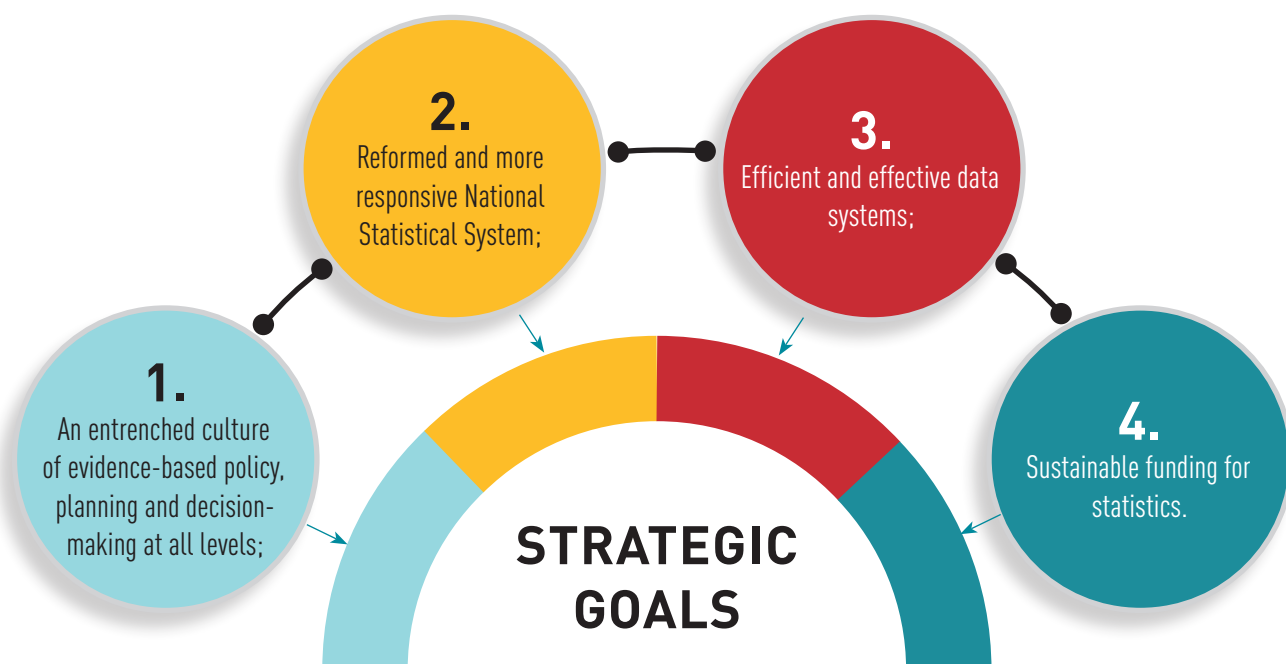 1.
An entrenched culture
of evidence-based policy,
planning and decision-
making at all levels;
2.
Reformed and more
responsive National
Statistical System;
3.
Efficient and effective data
systems;
4.
Sustainable funding for
statistics.
STRATEGIC
GOALS